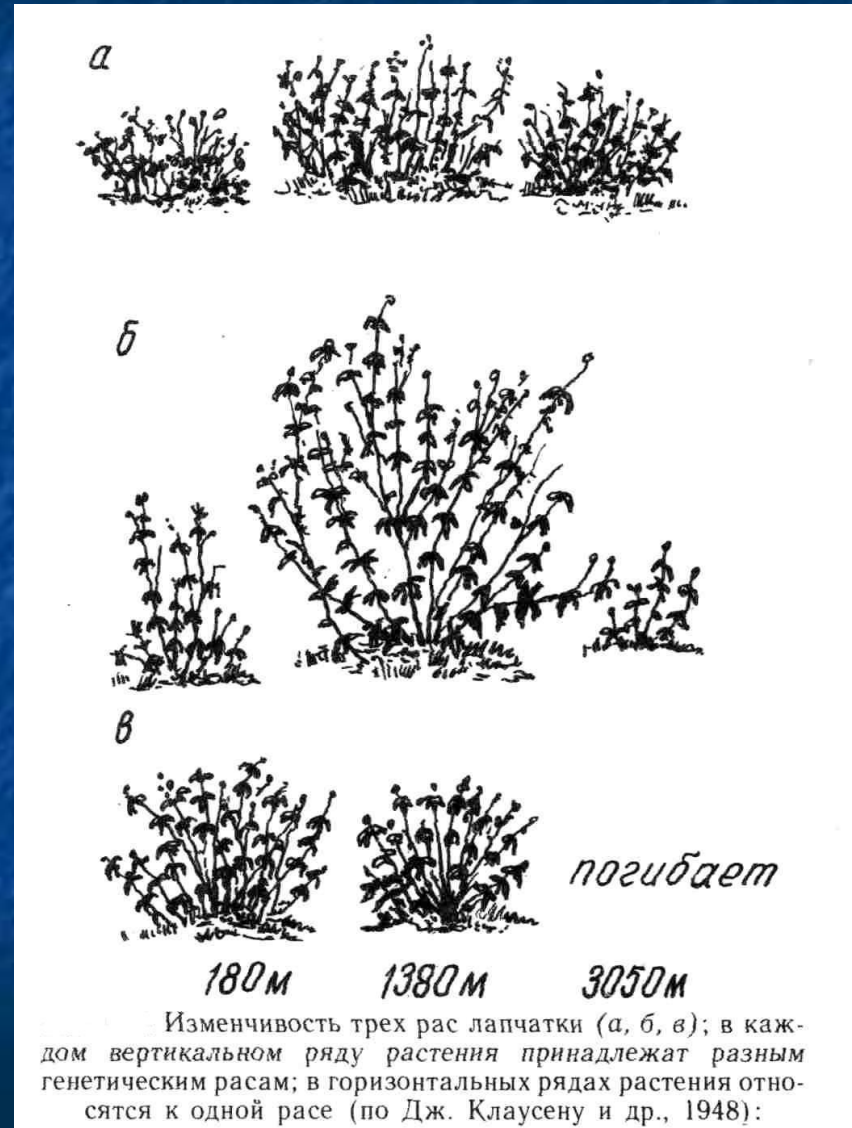 а
б
в
погибает
180м 1380м 3050м
Изменчивость трех рас лапчатки (а, б, в); в каж-
дом вертикальном ряду растения принадлежат разным
генетическим расам; в горизонтальных рядах растения отно-
сятся к одной расе (по Дж. Клаусену и др., 1948):